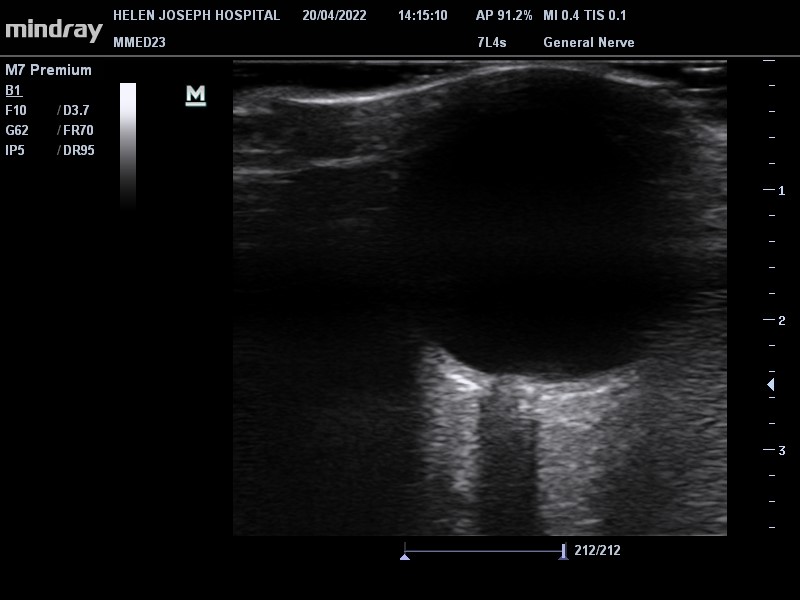 mindray HELEN JOSEPH HOSPITAL 20/04/2022 14:15:10 AP 91.2% MI 0.4 TIS 0.1
MMED23 7L4s General Nerve
M7 Premium
B1
F10 / D3.7
G62 / FR70
IP5 / DR95
M
1
2
3
212/212